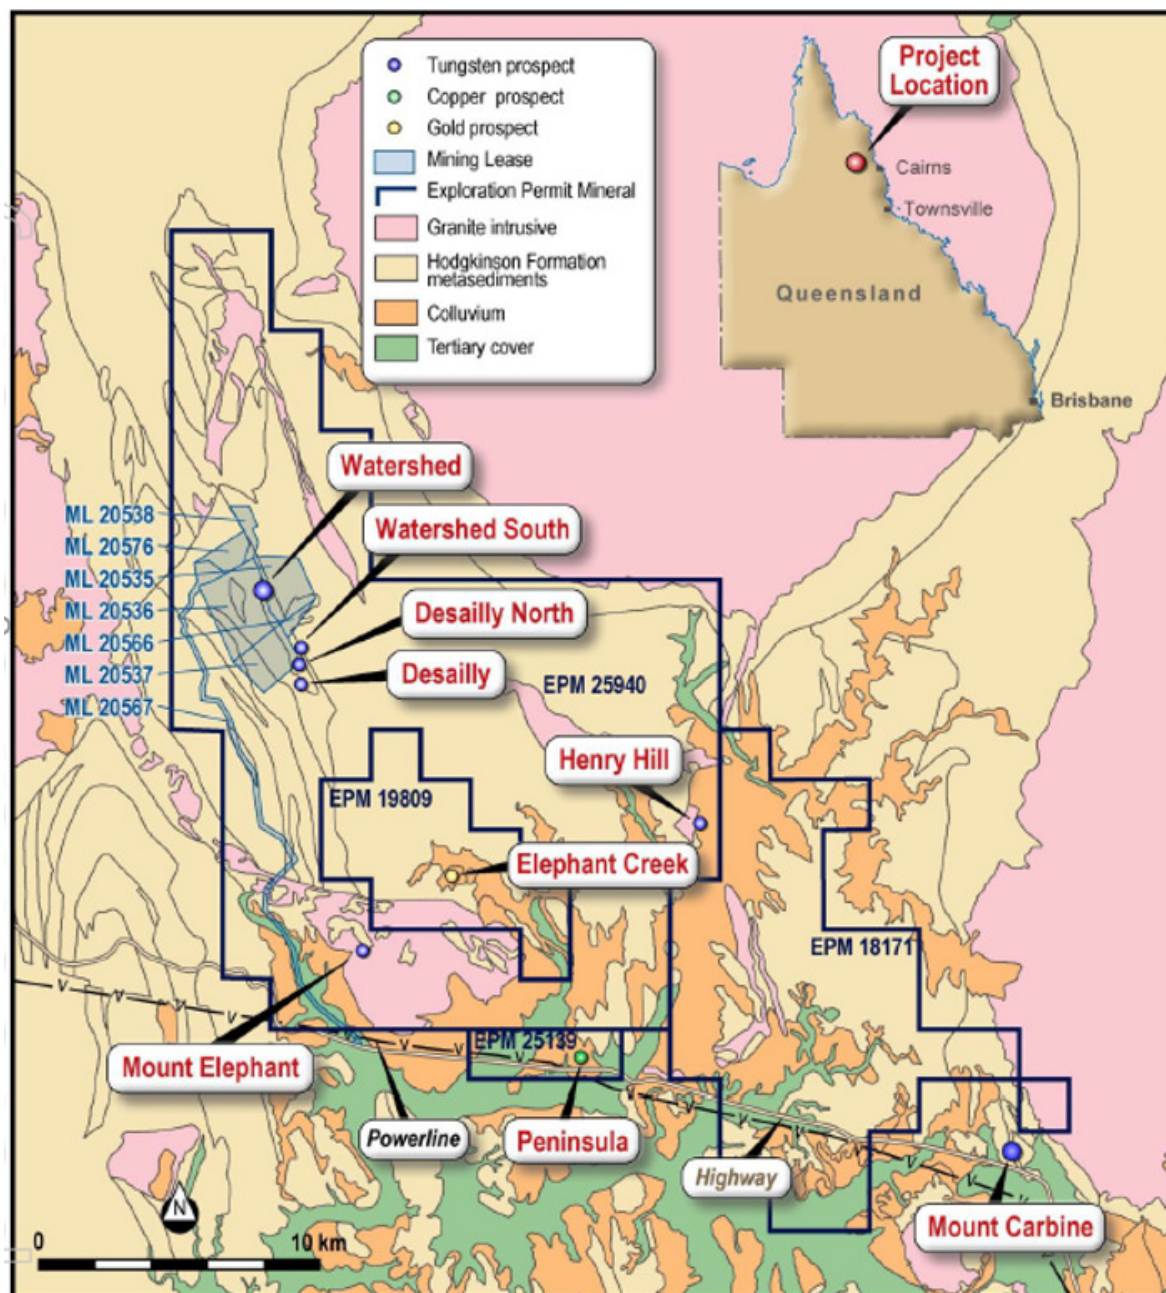 Tungsten prospect
Copper prospect
Gold prospect
Mining Lease
Exploration Permit Mineral
Granite intrusive
Hodgkinson Formation
metasediments
Colluvium
Tertiary cover
Project
Location
Cairns
Townsville
Queensland
Brisbane
Watershed
Watershed South
Desailly North
Desailly
ML 20538
ML 20576
ML 20535
ML 20536
ML 20566
ML 20537
ML 20567
EPM 25940
Henry Hill
EPM 19809
Elephant Creek
EPM 18171
EPM 25139
Mount Elephant
Powerline
Peninsula
Highway
Mount Carbine
N
0
10 km